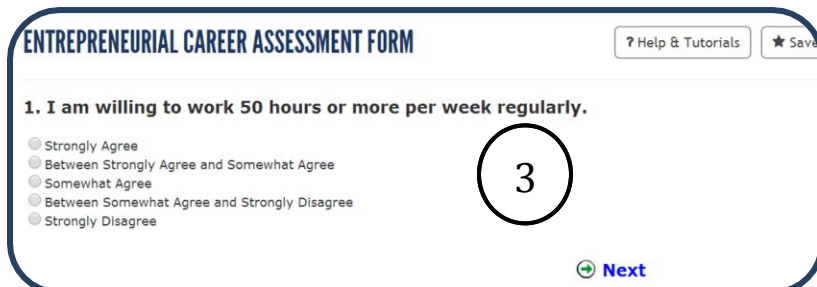 ENTREPRENEURIAL CAREER ASSESSMENT FORM
? Help & Tutorials
Save
1. I am willing to work 50 hours or more per week regularly.
Strongly Agree
Between Strongly Agree and Somewhat Agree
Somewhat Agree
Between Somewhat Agree and Strongly Disagree
Strongly Disagree
3
Next